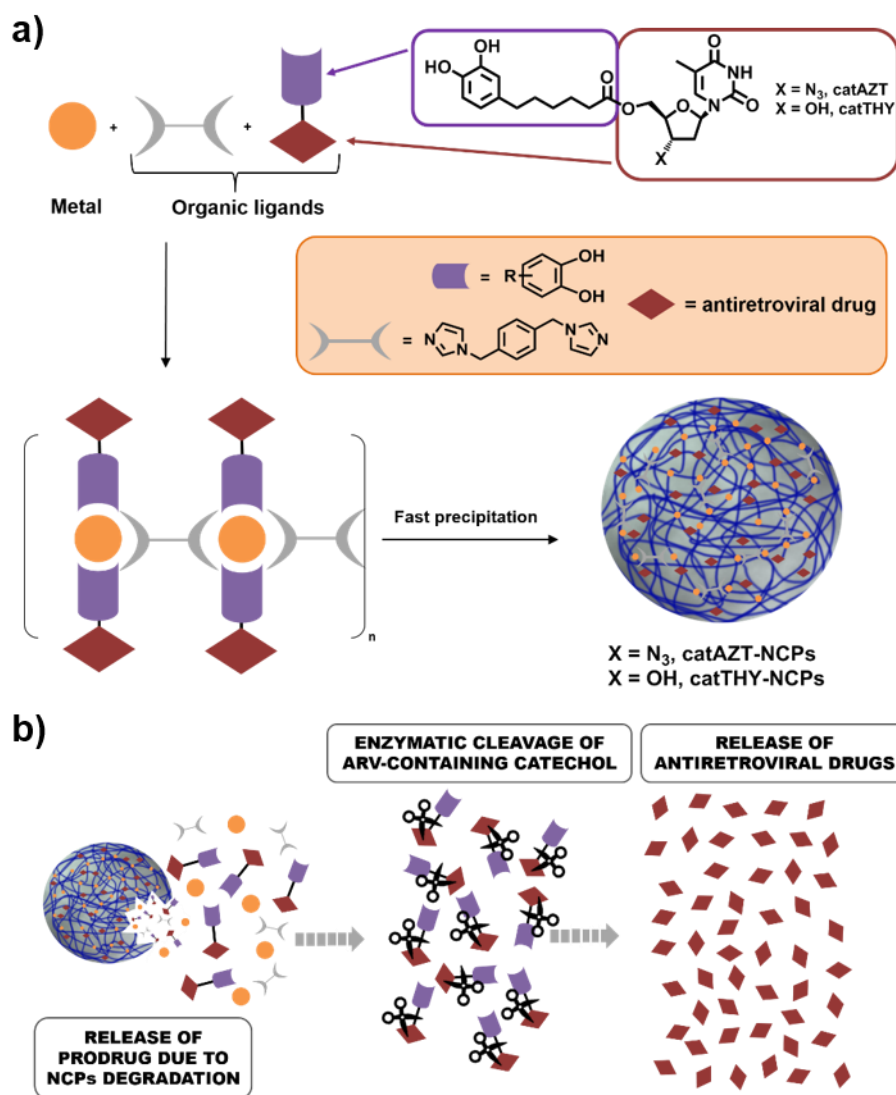 a)
HO
HO
O
O
O
N
O
NH
O
X
X = N3, catAZT
X = OH, catTHY
+
+
Metal
Organic ligands
= R
OH
OH
= antiretroviral drug
=
N
N
N
N
n
Fast precipitation
X = N3, catAZT-NCPs
X = OH, catTHY-NCPs
b)
ENZYMATIC CLEAVAGE OF
ARV-CONTAINING CATECHOL
RELEASE OF
ANTIRETROVIRAL DRUGS
RELEASE OF
PRODRUG DUE TO
NCPs DEGRADATION